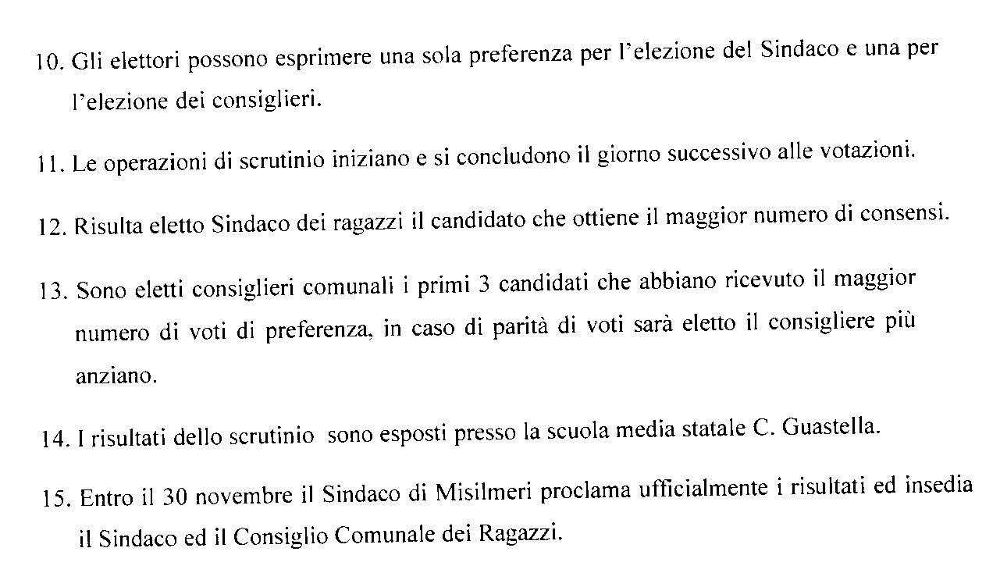 10. Gli elettori possono esprimere una sola preferenza per l'elezione del Sindaco e una per
l'elezione dei consiglieri.
11. Le operazioni di scrutinio iniziano e si concludono il giorno successivo alle votazioni.
12. Risulta eletto Sindaco dei ragazzi il candidato che ottiene il maggior numero di consensi.
13. Sono eletti consiglieri comunali i primi 3 candidati che abbiano ricevuto il maggior
numero di voti di preferenza, in caso di parità di voti sarà eletto il consigliere più
anziano.
14. I risultati dello scrutinio sono esposti presso la scuola media statale C. Guastella.
15. Entro il 30 novembre il Sindaco di Misilmeri proclama ufficialmente i risultati ed insedia
il Sindaco ed il Consiglio Comunale dei Ragazzi.